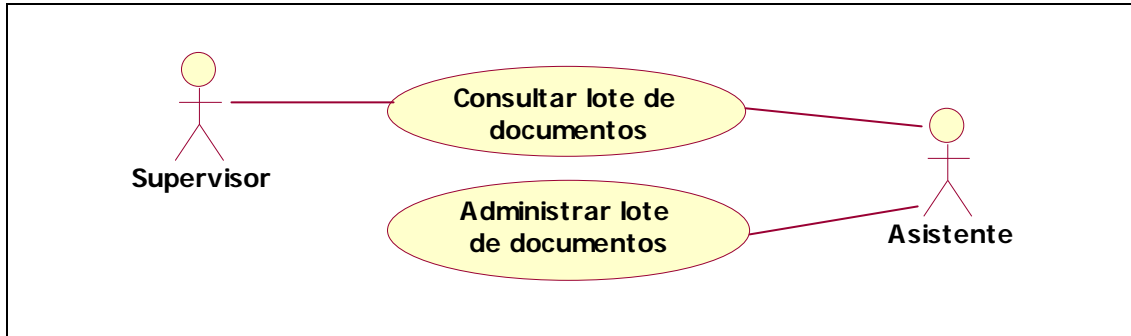 Consultar lote de
documentos
Supervisor
Administrar lote
de documentos
Asistente